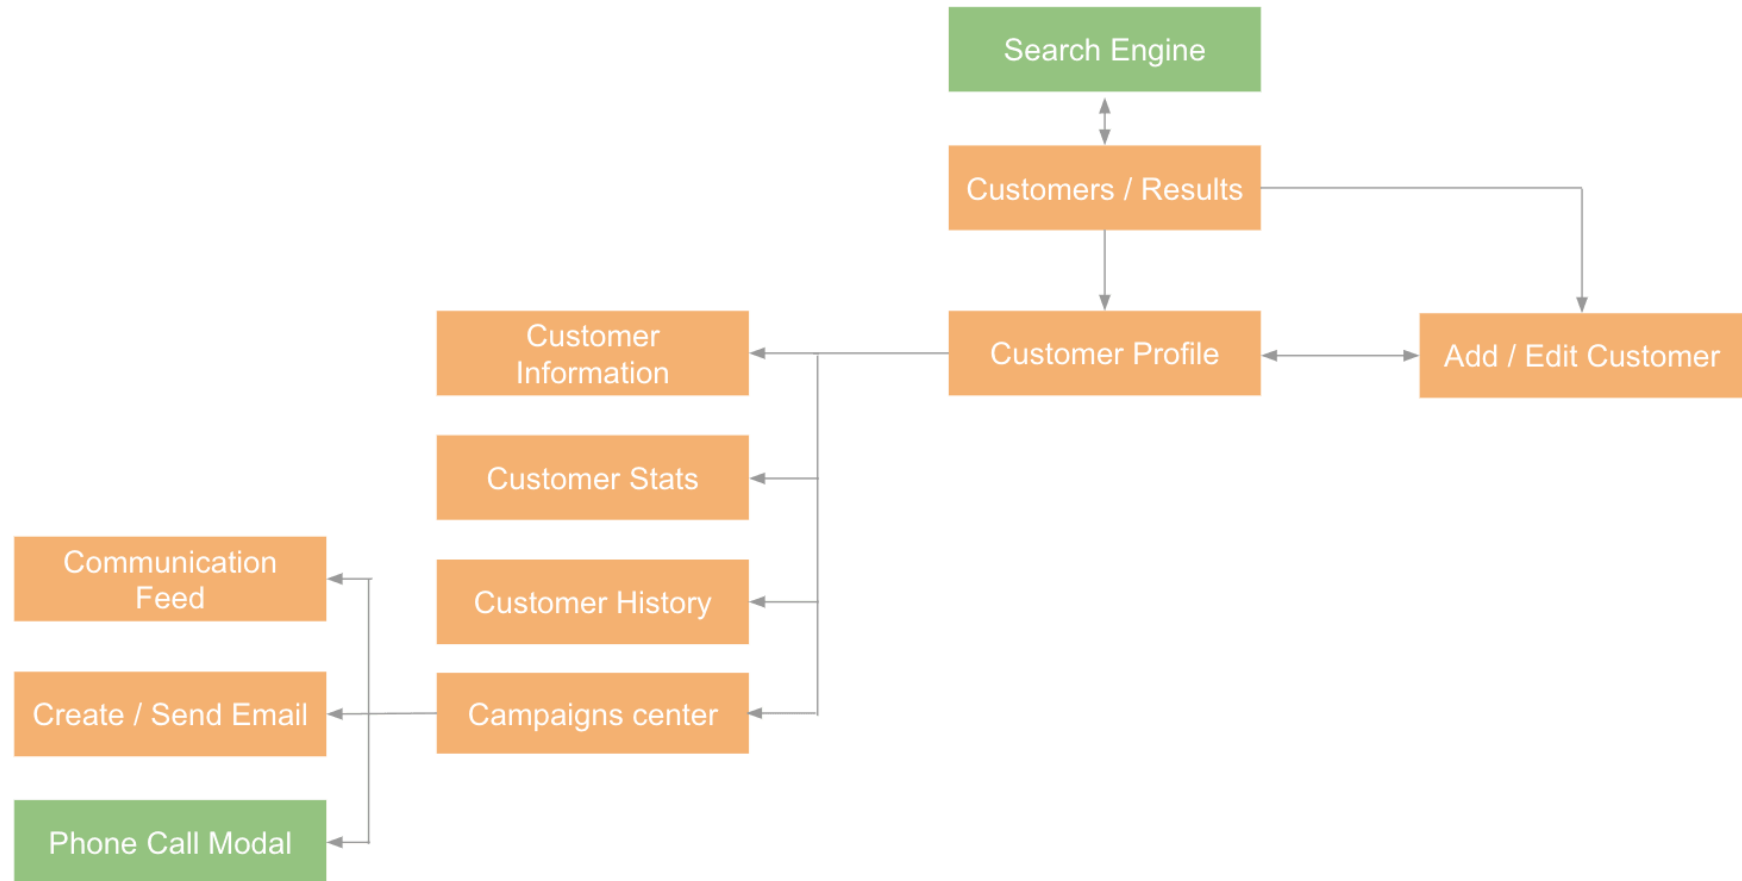 Search Engine
Customers / Results
Customer
Information
Customer Profile
Add / Edit Customer
Customer Stats
Communication
Feed
Customer History
Create / Send Email
Campaigns center
Phone Call Modal